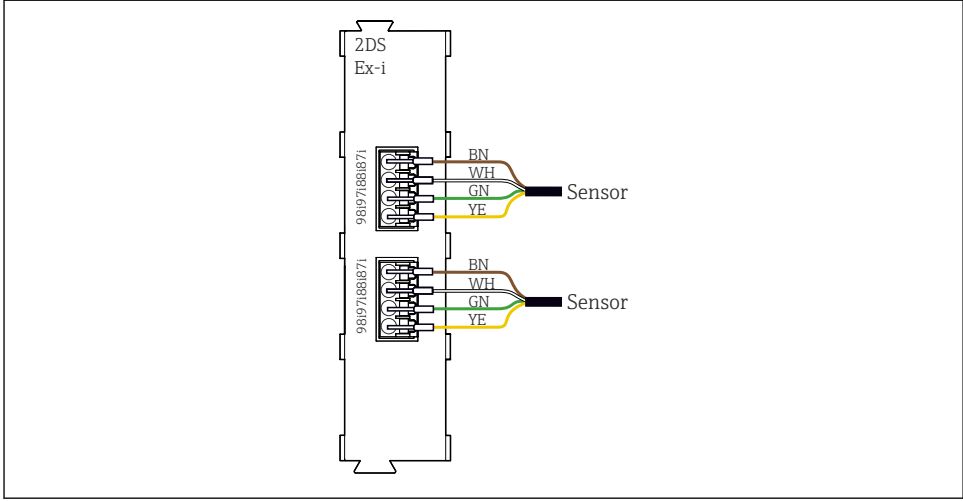 2DS
Ex-i
98i97i88i87i
BN
WH
GN
YE
Sensor
98i97i88i87i
BN
WH
GN
YE
Sensor